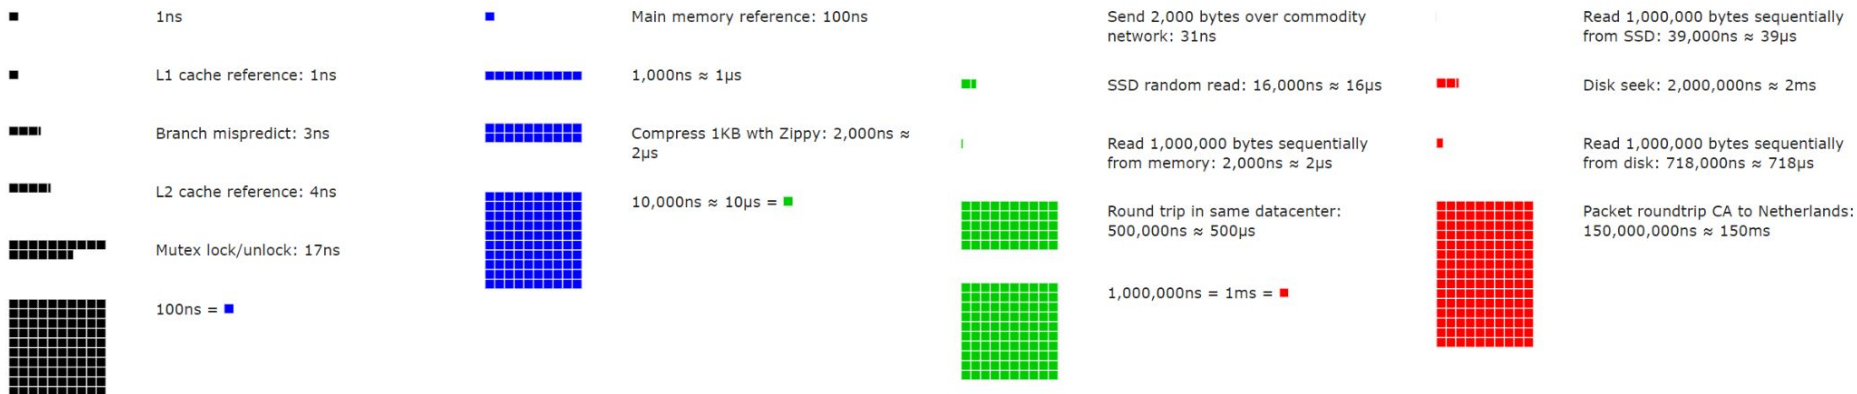 1ns
L1 cache reference: 1ns
Branch mispredict: 3ns
L2 cache reference: 4ns
Mutex lock/unlock: 17ns
100ns =
Main memory reference: 100ns
1,000ns ≈ 1μs
Compress 1KB wth Zippy: 2,000ns ≈
2μs
10,000ns ≈ 10μs =
Send 2,000 bytes over commodity
network: 31ns
SSD random read: 16,000ns ≈ 16μs
Read 1,000,000 bytes sequentially
from memory: 2,000ns ≈ 2μs
Round trip in same datacenter:
500,000ns ≈ 500μs
1,000,000ns = 1ms =
Read 1,000,000 bytes sequentially
from SSD: 39,000ns ≈ 39μs
Disk seek: 2,000,000ns ≈ 2ms
Read 1,000,000 bytes sequentially
from disk: 718,000ns ≈ 718μs
Packet roundtrip CA to Netherlands:
150,000,000ns ≈ 150ms